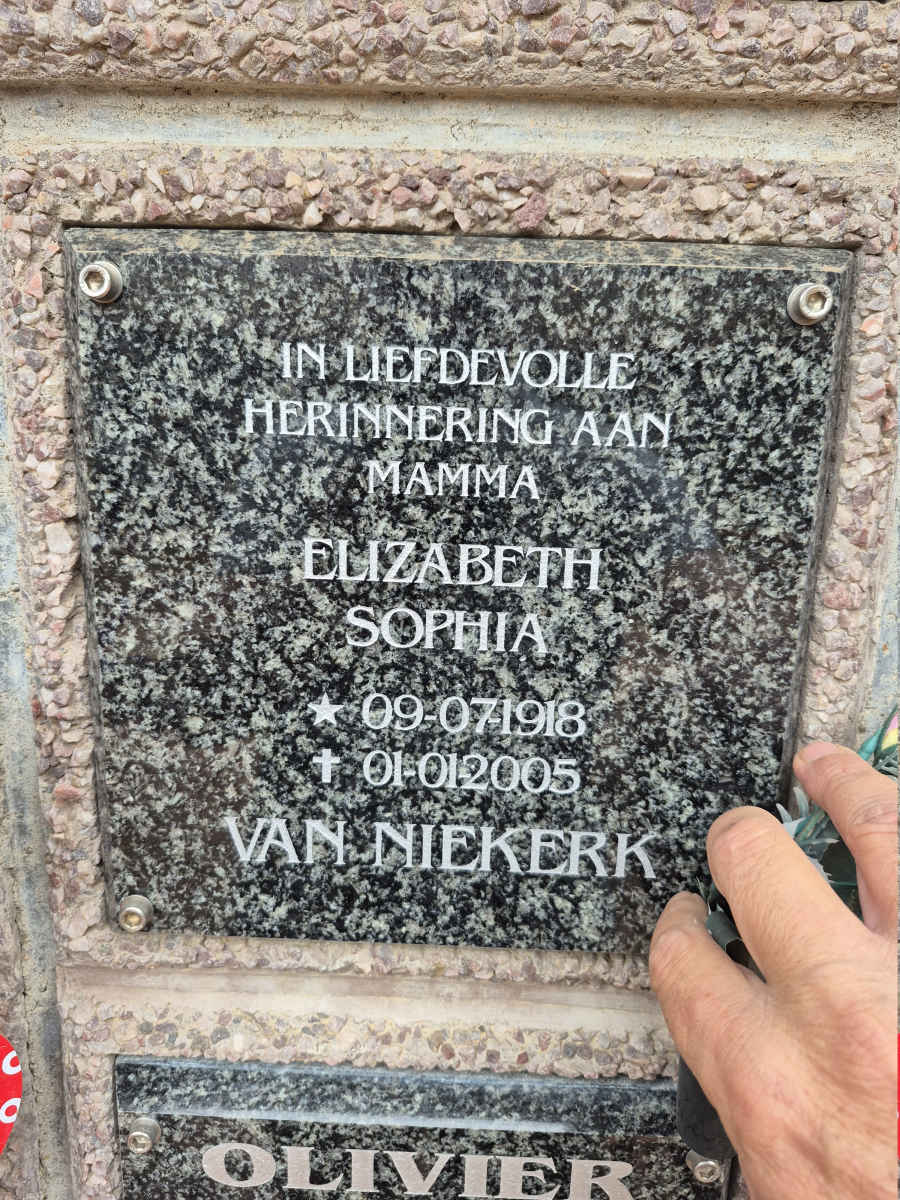 IN LIEFDEVOLLE
HERINNERING AAN
MAMMA
ELIZABETH
SOPHIA
★ 09-07-1918
✝ 01-01-2005
VAN NIEKERK
OLIVIER